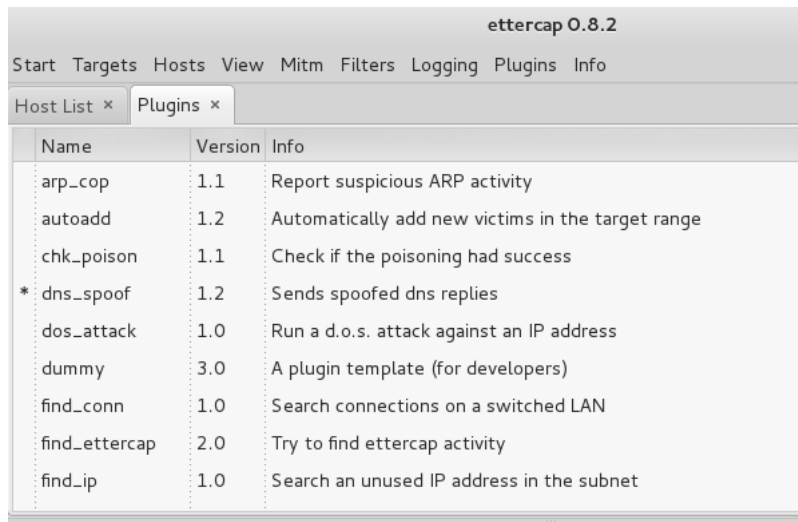 ettercap 0.8.2
Start Targets Hosts View Mitm Filters Logging Plugins Info
Host List × Plugins ×
Name Version Info
arp_cop 1.1 Report suspicious ARP activity
autoadd 1.2 Automatically add new victims in the target range
chk_poison 1.1 Check if the poisoning had success
* dns_spoof 1.2 Sends spoofed dns replies
dos_attack 1.0 Run a d.o.s. attack against an IP address
dummy 3.0 A plugin template (for developers)
find_conn 1.0 Search connections on a switched LAN
find_ettercap 2.0 Try to find ettercap activity
find_ip 1.0 Search an unused IP address in the subnet